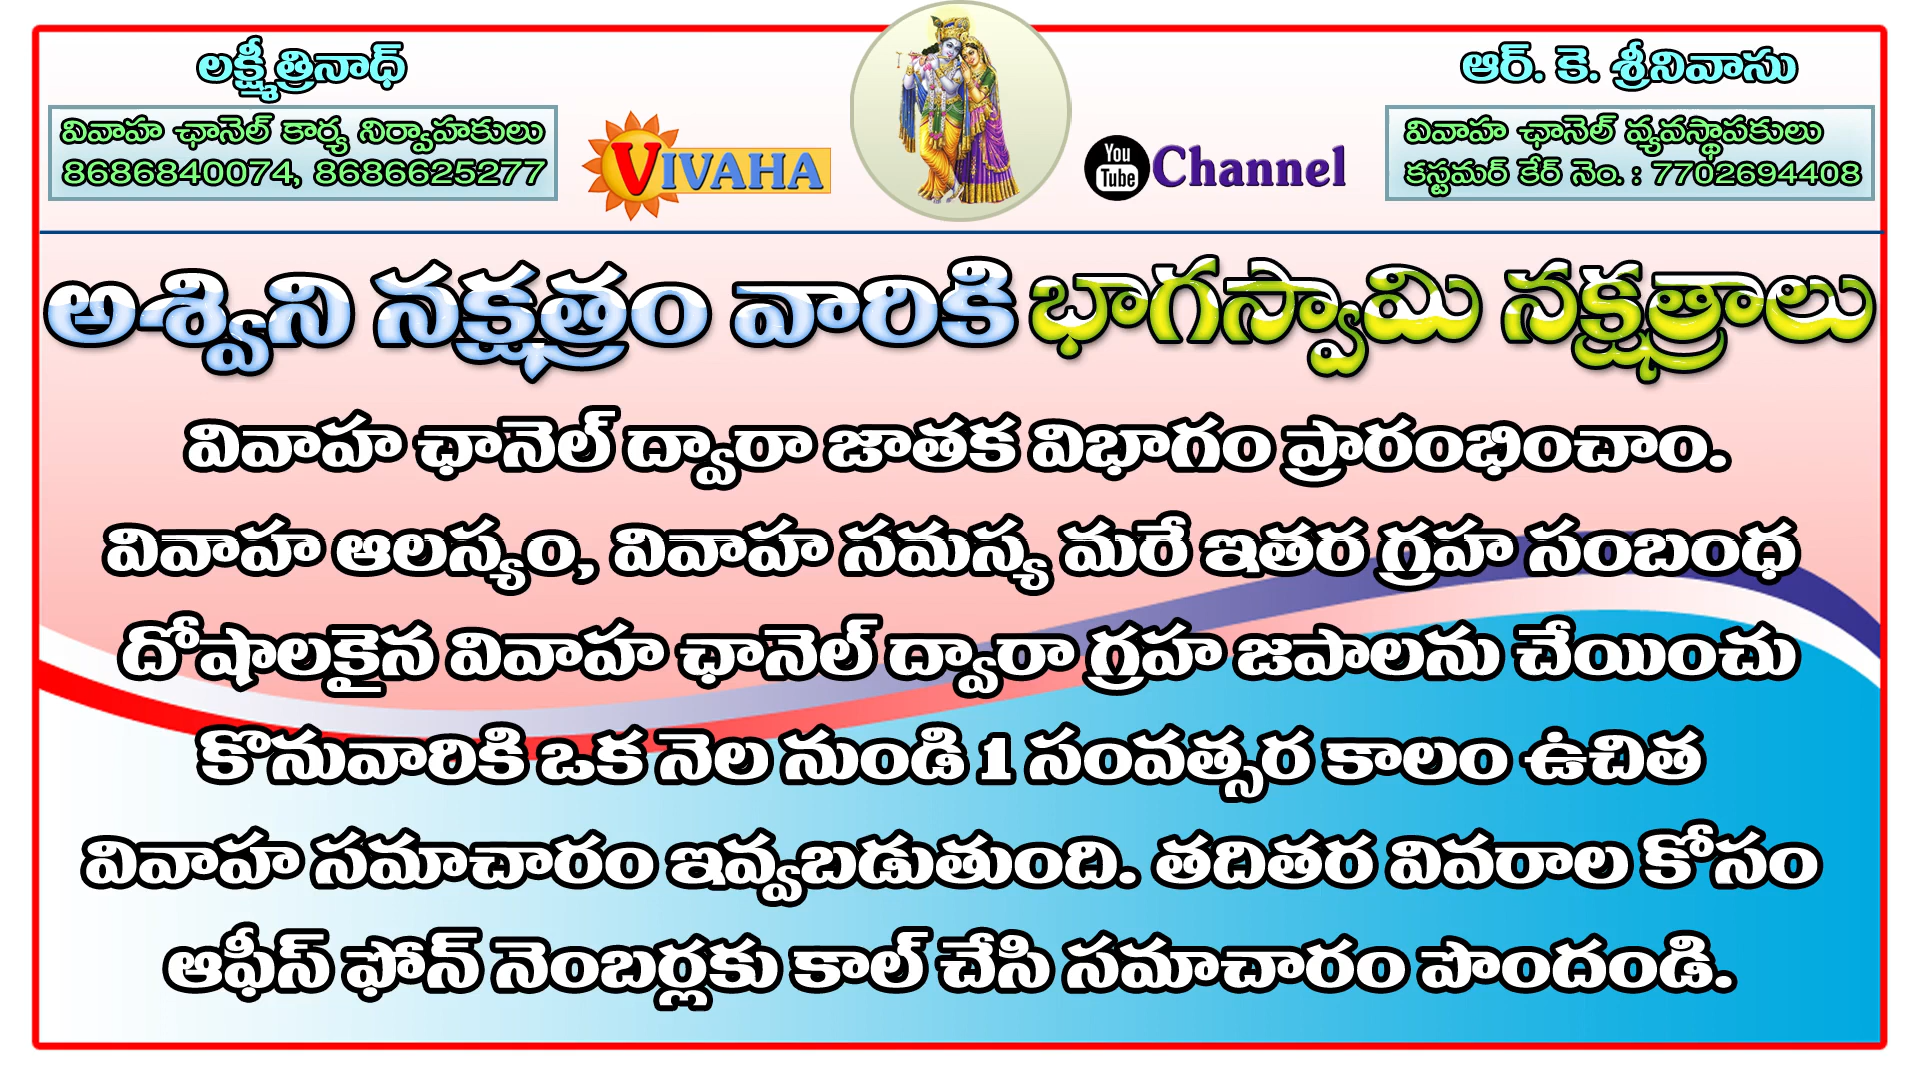 లక్ష్మీత్రినాధ్
వివాహ ఛానెల్ కార్య నిర్వాహకులు
8686840074, 8686625277
VIVAHA
You Tube Channel
ఆర్. కె. శ్రీనివాసు
వివాహ ఛానెల్ వ్యవస్థాపకులు
కస్టమర్ కేర్ నెం. : 7702694408
అశ్విని నక్షత్రం వారికి భాగస్వామి నక్షత్రాలు
వివాహ ఛానెల్ ద్వారా జాతక విభాగం ప్రారంభించాం.
వివాహ ఆలస్యం, వివాహ సమస్య మరే ఇతర గ్రహ సంబంధ
దోషాలకైన వివాహ ఛానెల్ ద్వారా గ్రహ జపాలను చేయించు
కొనువారికి ఒక నెల నుండి 1 సంవత్సర కాలం ఉచిత
వివాహ సమాచారం ఇవ్వబడుతుంది. తదితర వివరాల కోసం
ఆఫీస్ ఫోన్ నెంబర్లకు కాల్ చేసి సమాచారం పొందండి.